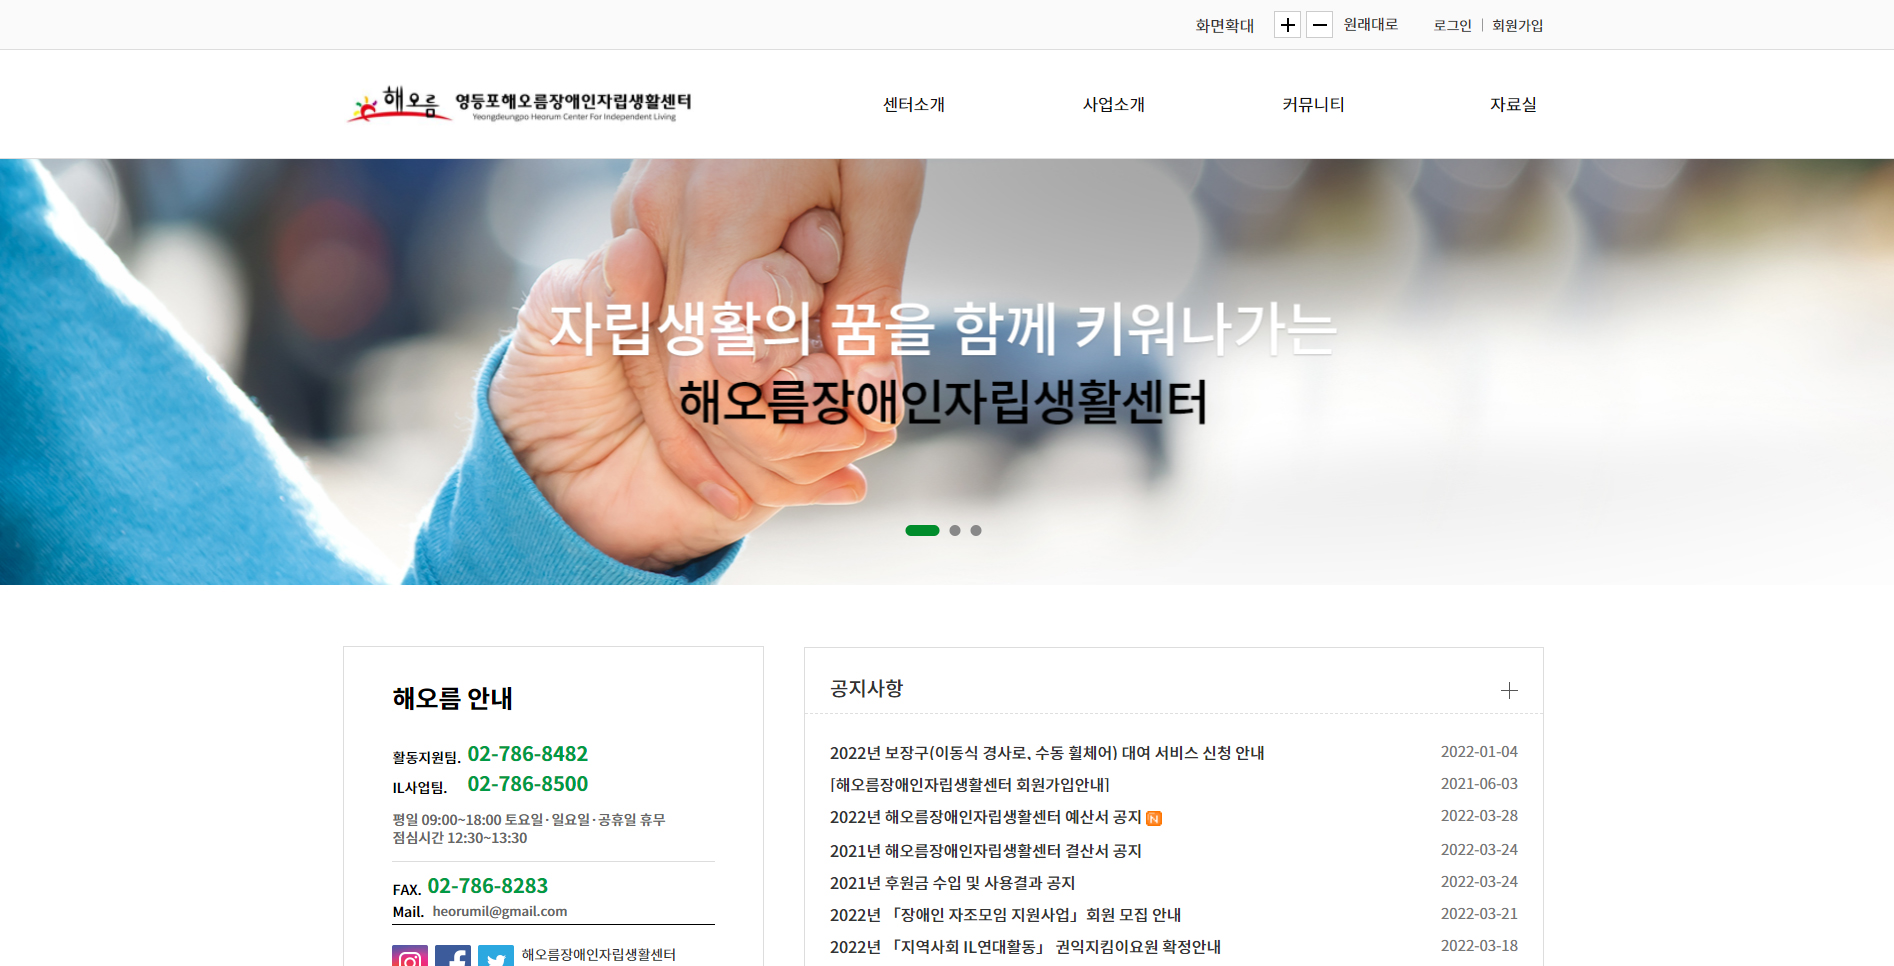 화면확대 + - 원래대로 로그인 회원가입
해오름 영등포해오름장애인자립생활센터
Yeongdeungpo Heorum Center For Independent Living
센터소개 사업소개 커뮤니티 자료실
자립생활의 꿈을 함께 키워나가는
해오름장애인자립생활센터
해오름 안내
활동지원팀. 02-786-8482
IL사업팀. 02-786-8500
평일 09:00~18:00 토요일·일요일·공휴일 휴무
점심시간 12:30~13:30
FAX. 02-786-8283
Mail. heorumil@gmail.com
해오름장애인자립생활센터
공지사항
2022년 보장구(이동식 경사로, 수동 휠체어) 대여 서비스 신청 안내 2022-01-04
[해오름장애인자립생활센터 회원가입안내] 2021-06-03
2022년 해오름장애인자립생활센터 예산서 공지 N 2022-03-28
2021년 해오름장애인자립생활센터 결산서 공지 2022-03-24
2021년 후원금 수입 및 사용결과 공지 2022-03-24
2022년 「장애인 자조모임 지원사업」회원 모집 안내 2022-03-21
2022년 「지역사회 IL연대활동」 권익지킴이요원 확정안내 2022-03-18